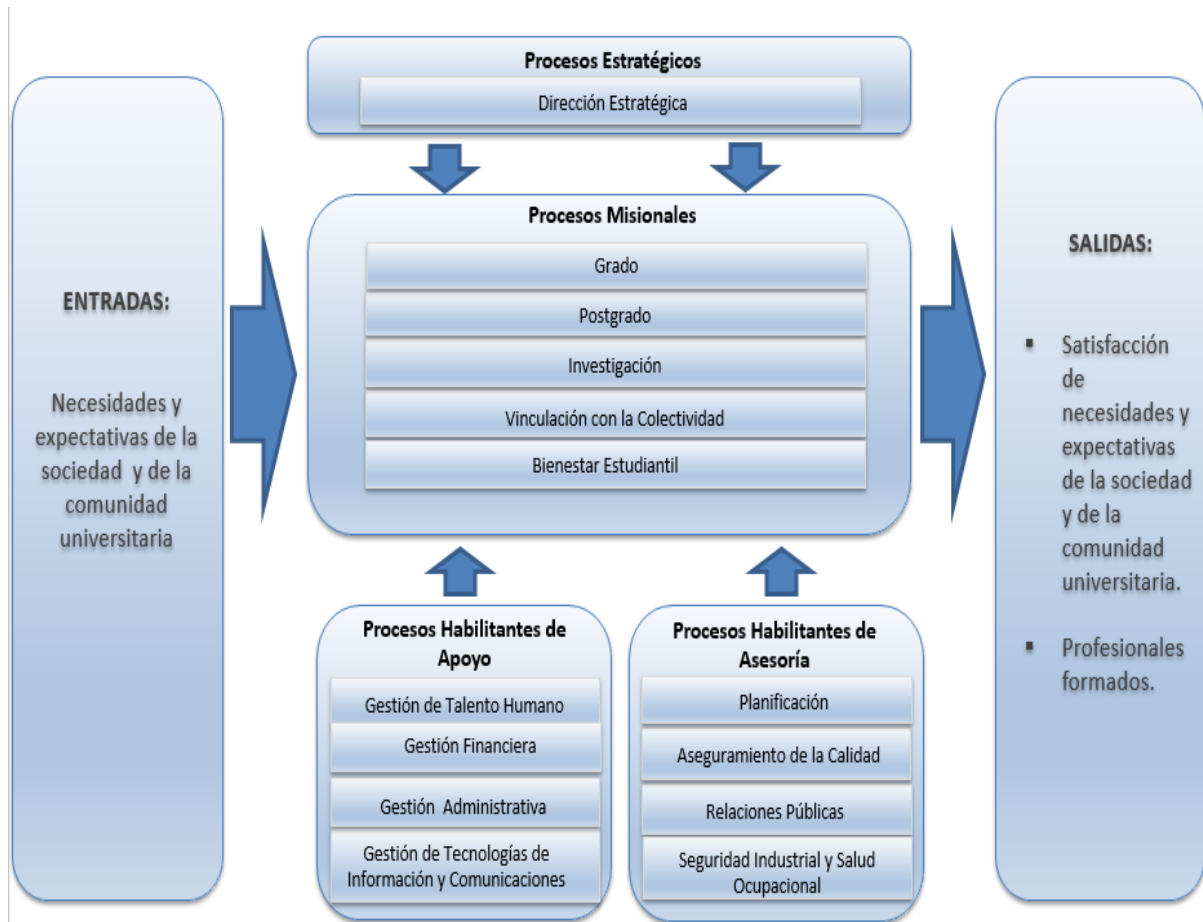 Procesos Estratégicos
Dirección Estratégica
ENTRADAS:
Necesidades y
expectativas de la
sociedad y de la
comunidad
universitaria
Procesos Misionales
Grado
Postgrado
Investigación
Vinculación con la Colectividad
Bienestar Estudiantil
Procesos Habilitantes de
Apoyo
Gestión de Talento Humano
Gestión Financiera
Gestión Administrativa
Gestión de Tecnologías de
Información y Comunicaciones
Procesos Habilitantes de
Asesoría
Planificación
Aseguramiento de la Calidad
Relaciones Públicas
Seguridad Industrial y Salud
Ocupacional
SALIDAS:
▪ Satisfacción
de
necesidades y
expectativas
de la sociedad
y de la
comunidad
universitaria.
▪ Profesionales
formados.